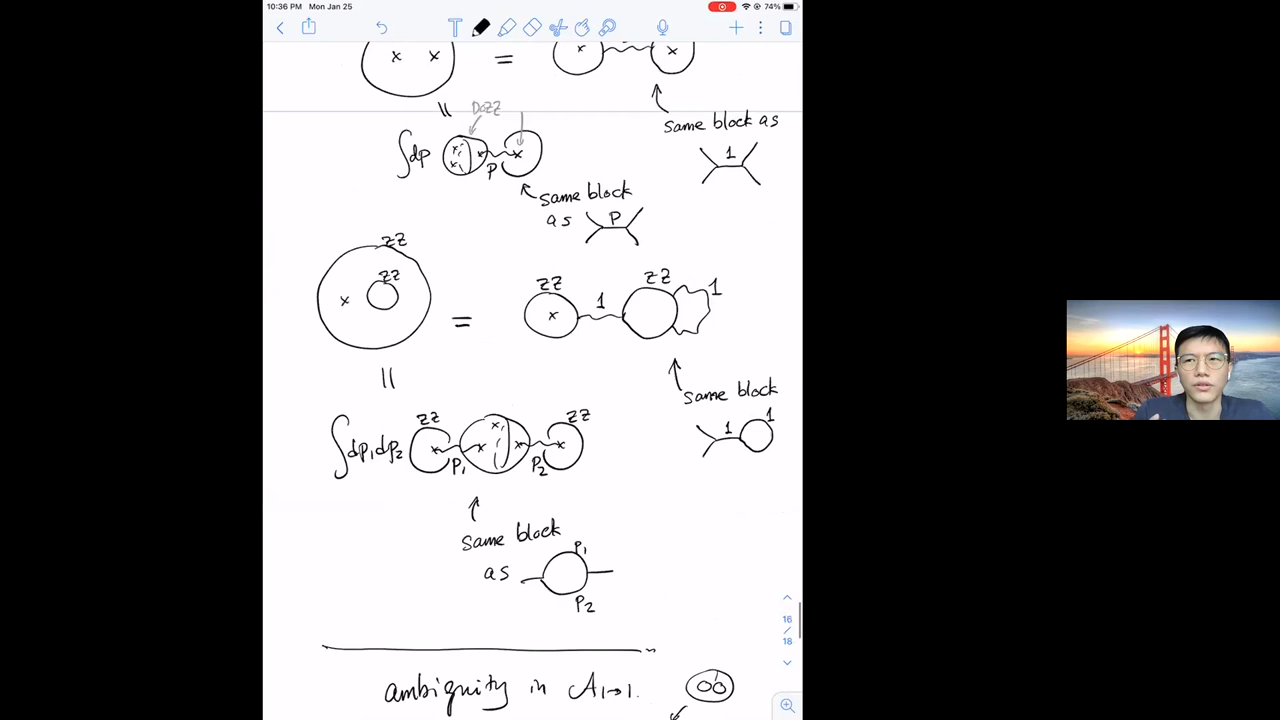 10:36 PM Mon Jan 25
74%
x x =
x x
||
DOZZ
same block as
1
∫dp
x
x
x x
P
same block
as
P
ZZ
ZZ
x
=
ZZ
x
1
ZZ
1
||
same block
1
1
∫dp₁dp₂
ZZ
x
P₁
x
x
x
P₂
x
ZZ
same block
as
P₁
P₂
ambiguity in A₁→₁.
16
/
18